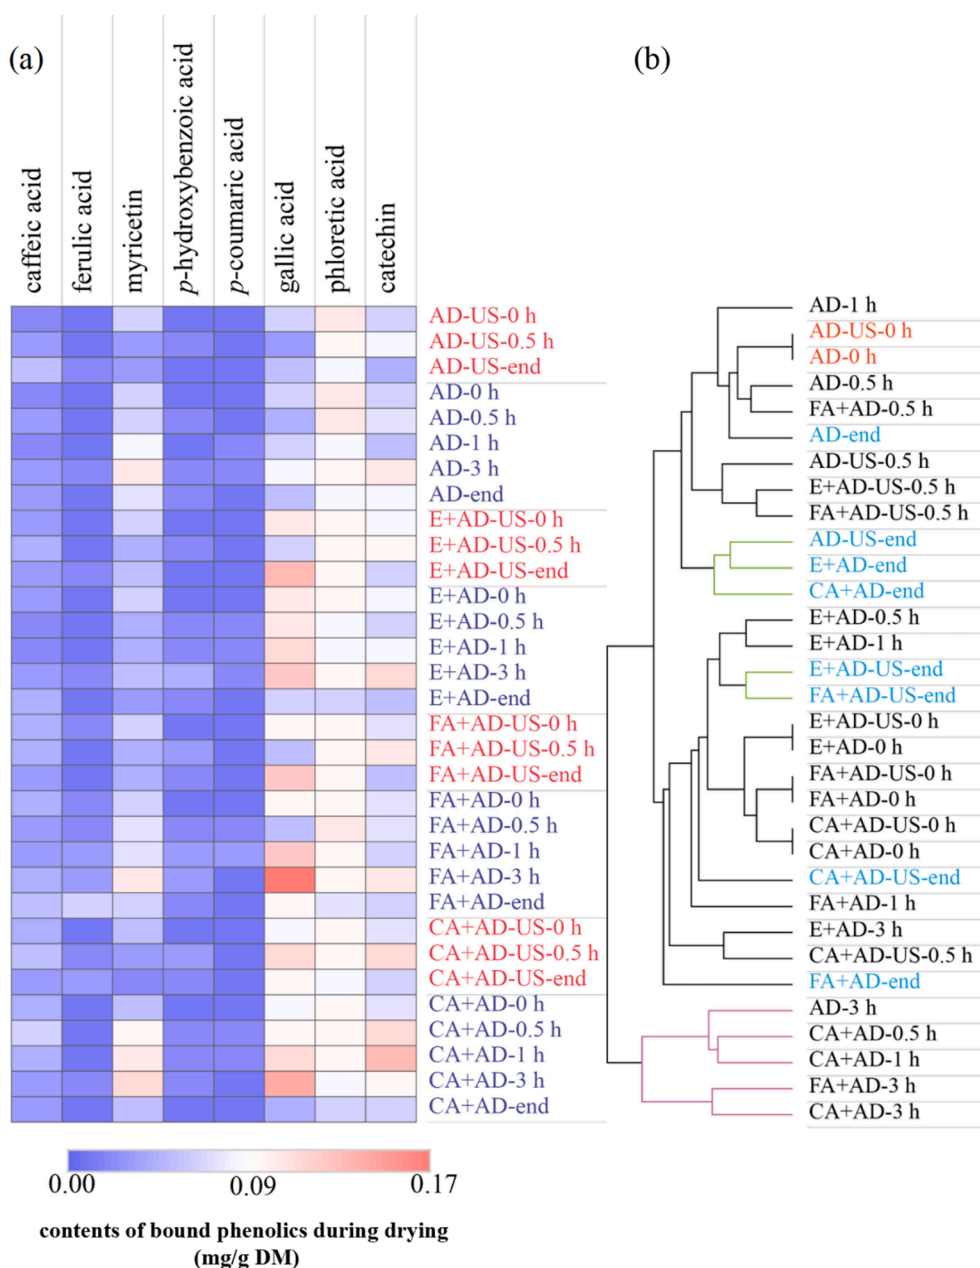 (a)
caffeic acid
ferulic acid
myricetin
p-hydroxybenzoic acid
p-coumaric acid
gallic acid
phloretic acid
catechin
AD-US-0 h
AD-US-0.5 h
AD-US-end
AD-0 h
AD-0.5 h
AD-1 h
AD-3 h
AD-end
E+AD-US-0 h
E+AD-US-0.5 h
E+AD-US-end
E+AD-0 h
E+AD-0.5 h
E+AD-1 h
E+AD-3 h
E+AD-end
FA+AD-US-0 h
FA+AD-US-0.5 h
FA+AD-US-end
FA+AD-0 h
FA+AD-0.5 h
FA+AD-1 h
FA+AD-3 h
FA+AD-end
CA+AD-US-0 h
CA+AD-US-0.5 h
CA+AD-US-end
CA+AD-0 h
CA+AD-0.5 h
CA+AD-1 h
CA+AD-3 h
CA+AD-end
0.00
0.09
0.17
contents of bound phenolics during drying
(mg/g DM)
(b)
AD-1 h
AD-US-0 h
AD-0 h
AD-0.5 h
FA+AD-0.5 h
AD-end
AD-US-0.5 h
E+AD-US-0.5 h
FA+AD-US-0.5 h
AD-US-end
E+AD-end
CA+AD-end
E+AD-0.5 h
E+AD-1 h
E+AD-US-end
FA+AD-US-end
E+AD-US-0 h
E+AD-0 h
FA+AD-US-0 h
FA+AD-0 h
CA+AD-US-0 h
CA+AD-0 h
CA+AD-US-end
FA+AD-1 h
E+AD-3 h
CA+AD-US-0.5 h
FA+AD-end
AD-3 h
CA+AD-0.5 h
CA+AD-1 h
FA+AD-3 h
CA+AD-3 h